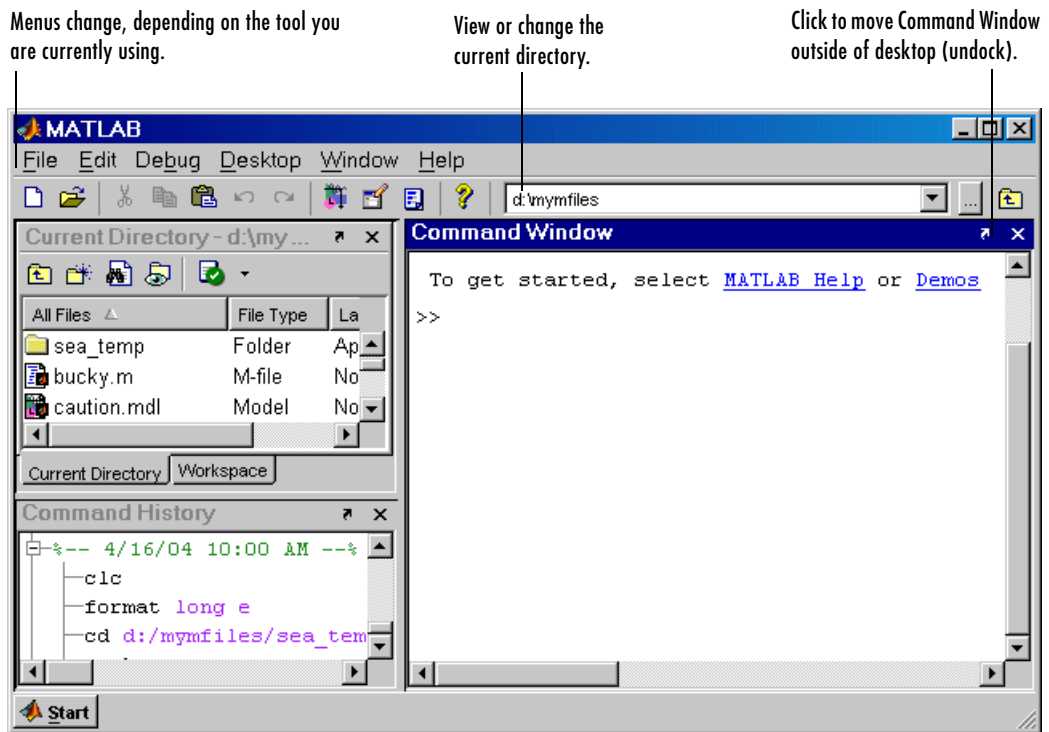 Menus change, depending on the tool you
are currently using.
View or change the
current directory.
Click to move Command Window
outside of desktop (undock).
MATLAB
File Edit Debug Desktop Window Help
d:\mymfiles
...
Current Directory - d:\my ...
All Files File Type La
sea_temp Folder Ap
bucky.m M-file No
caution.mdl Model No
Current Directory Workspace
Command History
%-- 4/16/04 10:00 AM --%
clc
format long e
cd d:/mymfiles/sea_tem
Command Window
To get started, select MATLAB Help or Demos
>>
Start